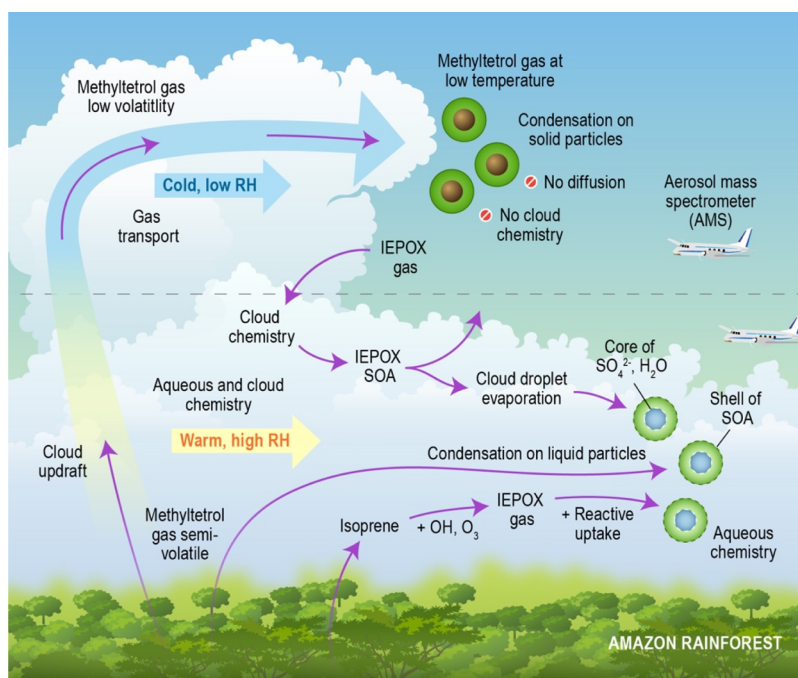 Methyltetrol gas
low volatitlity
Methyltetrol gas at
low temperature
Condensation on
solid particles
No diffusion
No cloud
chemistry
Aerosol mass
spectrometer
(AMS)
Cold, low RH
Gas
transport
IEPOX
gas
Cloud
chemistry
IEPOX
SOA
Core of
SO₄²⁻, H₂O
Aqueous and cloud
chemistry
Cloud droplet
evaporation
Shell of
SOA
Warm, high RH
Cloud
updraft
Condensation on liquid particles
Methyltetrol
gas semi-
volatile
Isoprene
+ OH, O₃
IEPOX
gas
+ Reactive
uptake
Aqueous
chemistry
AMAZON RAINFOREST